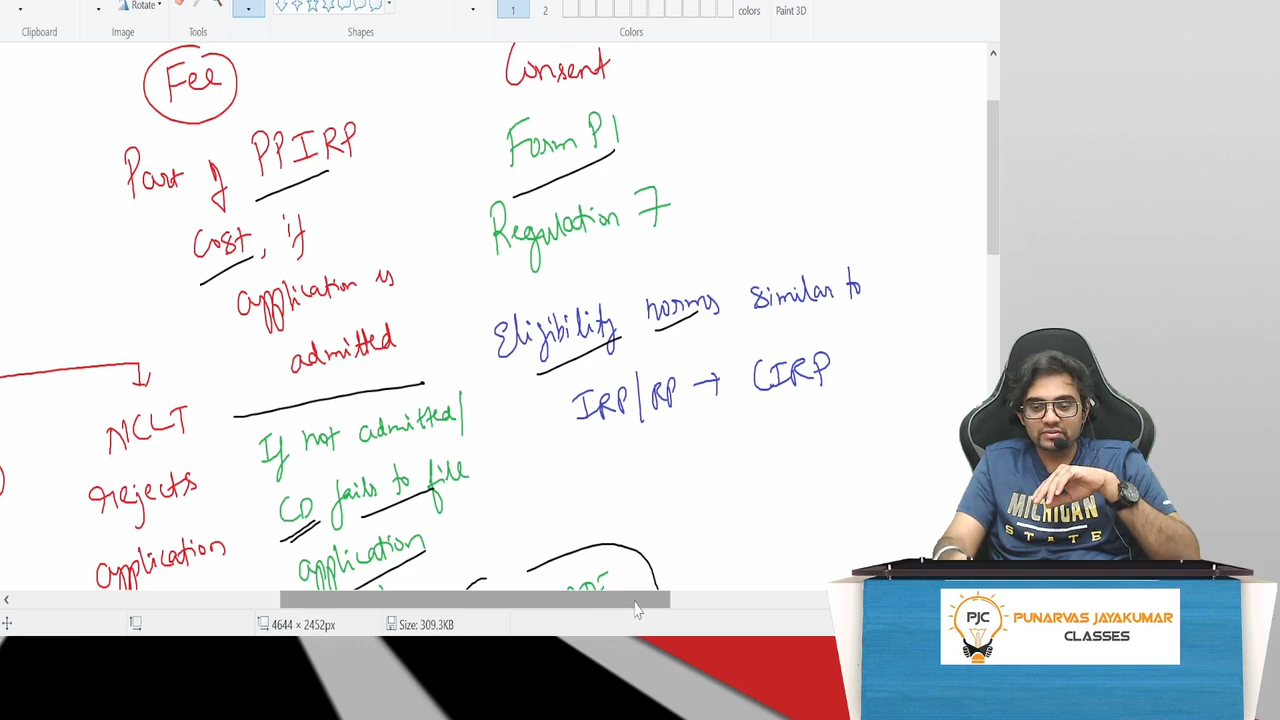 Rotate
1
2
colors
Paint 3D
Clipboard
Image
Tools
Shapes
Colors
Fee
Part of PPIRP
cost, if
application is
admitted
If not admitted/
CD fails to file
application
NCLT
rejects
application
Consent
Form P1
Regulation 7
Eligibility norms similar to
IRP/RP → CIRP
4644 × 2452px
Size: 309.3KB
MICHIGAN
STATE
PJC
PUNARVAS JAYAKUMAR
CLASSES